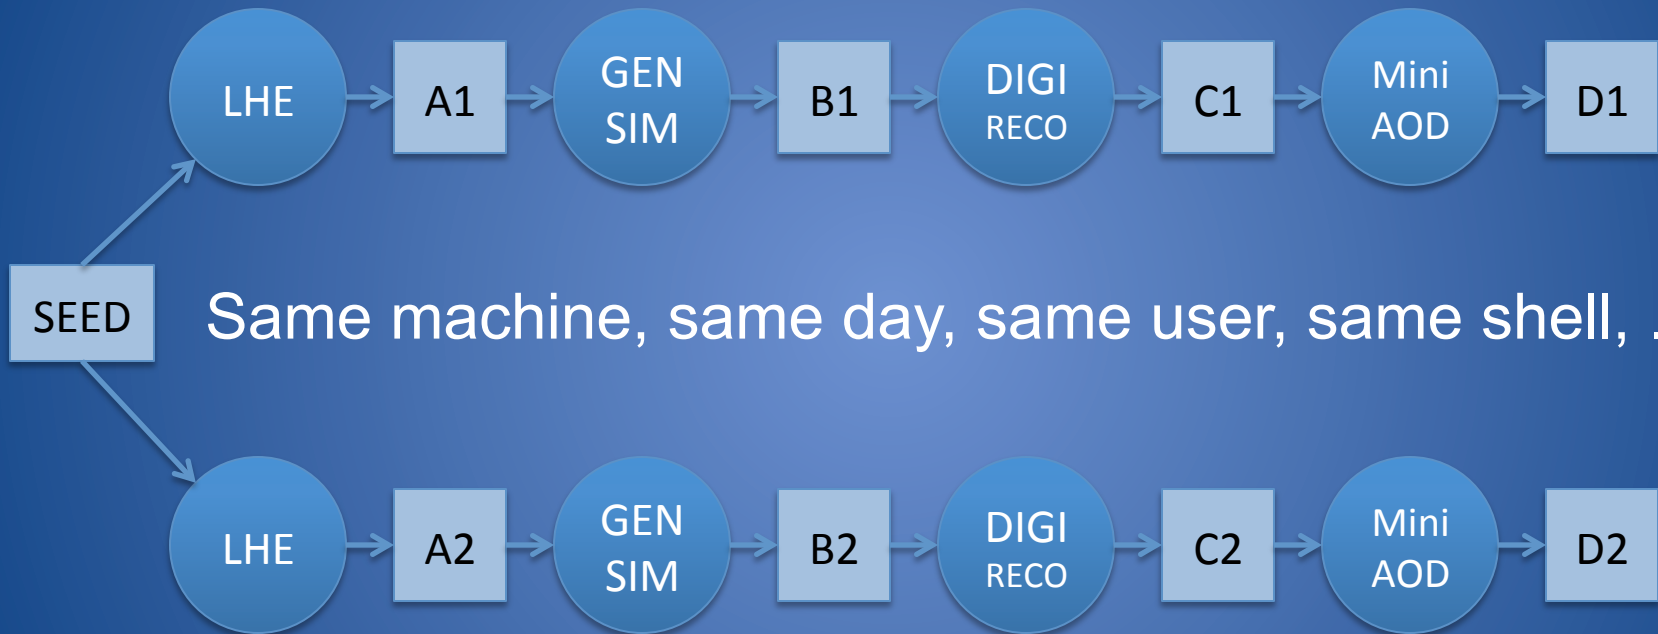 LHE
A1
GEN
SIM
B1
DIGI
RECO
C1
Mini
AOD
D1
SEED
Same machine, same day, same user, same shell, .
LHE
A2
GEN
SIM
B2
DIGI
RECO
C2
Mini
AOD
D2